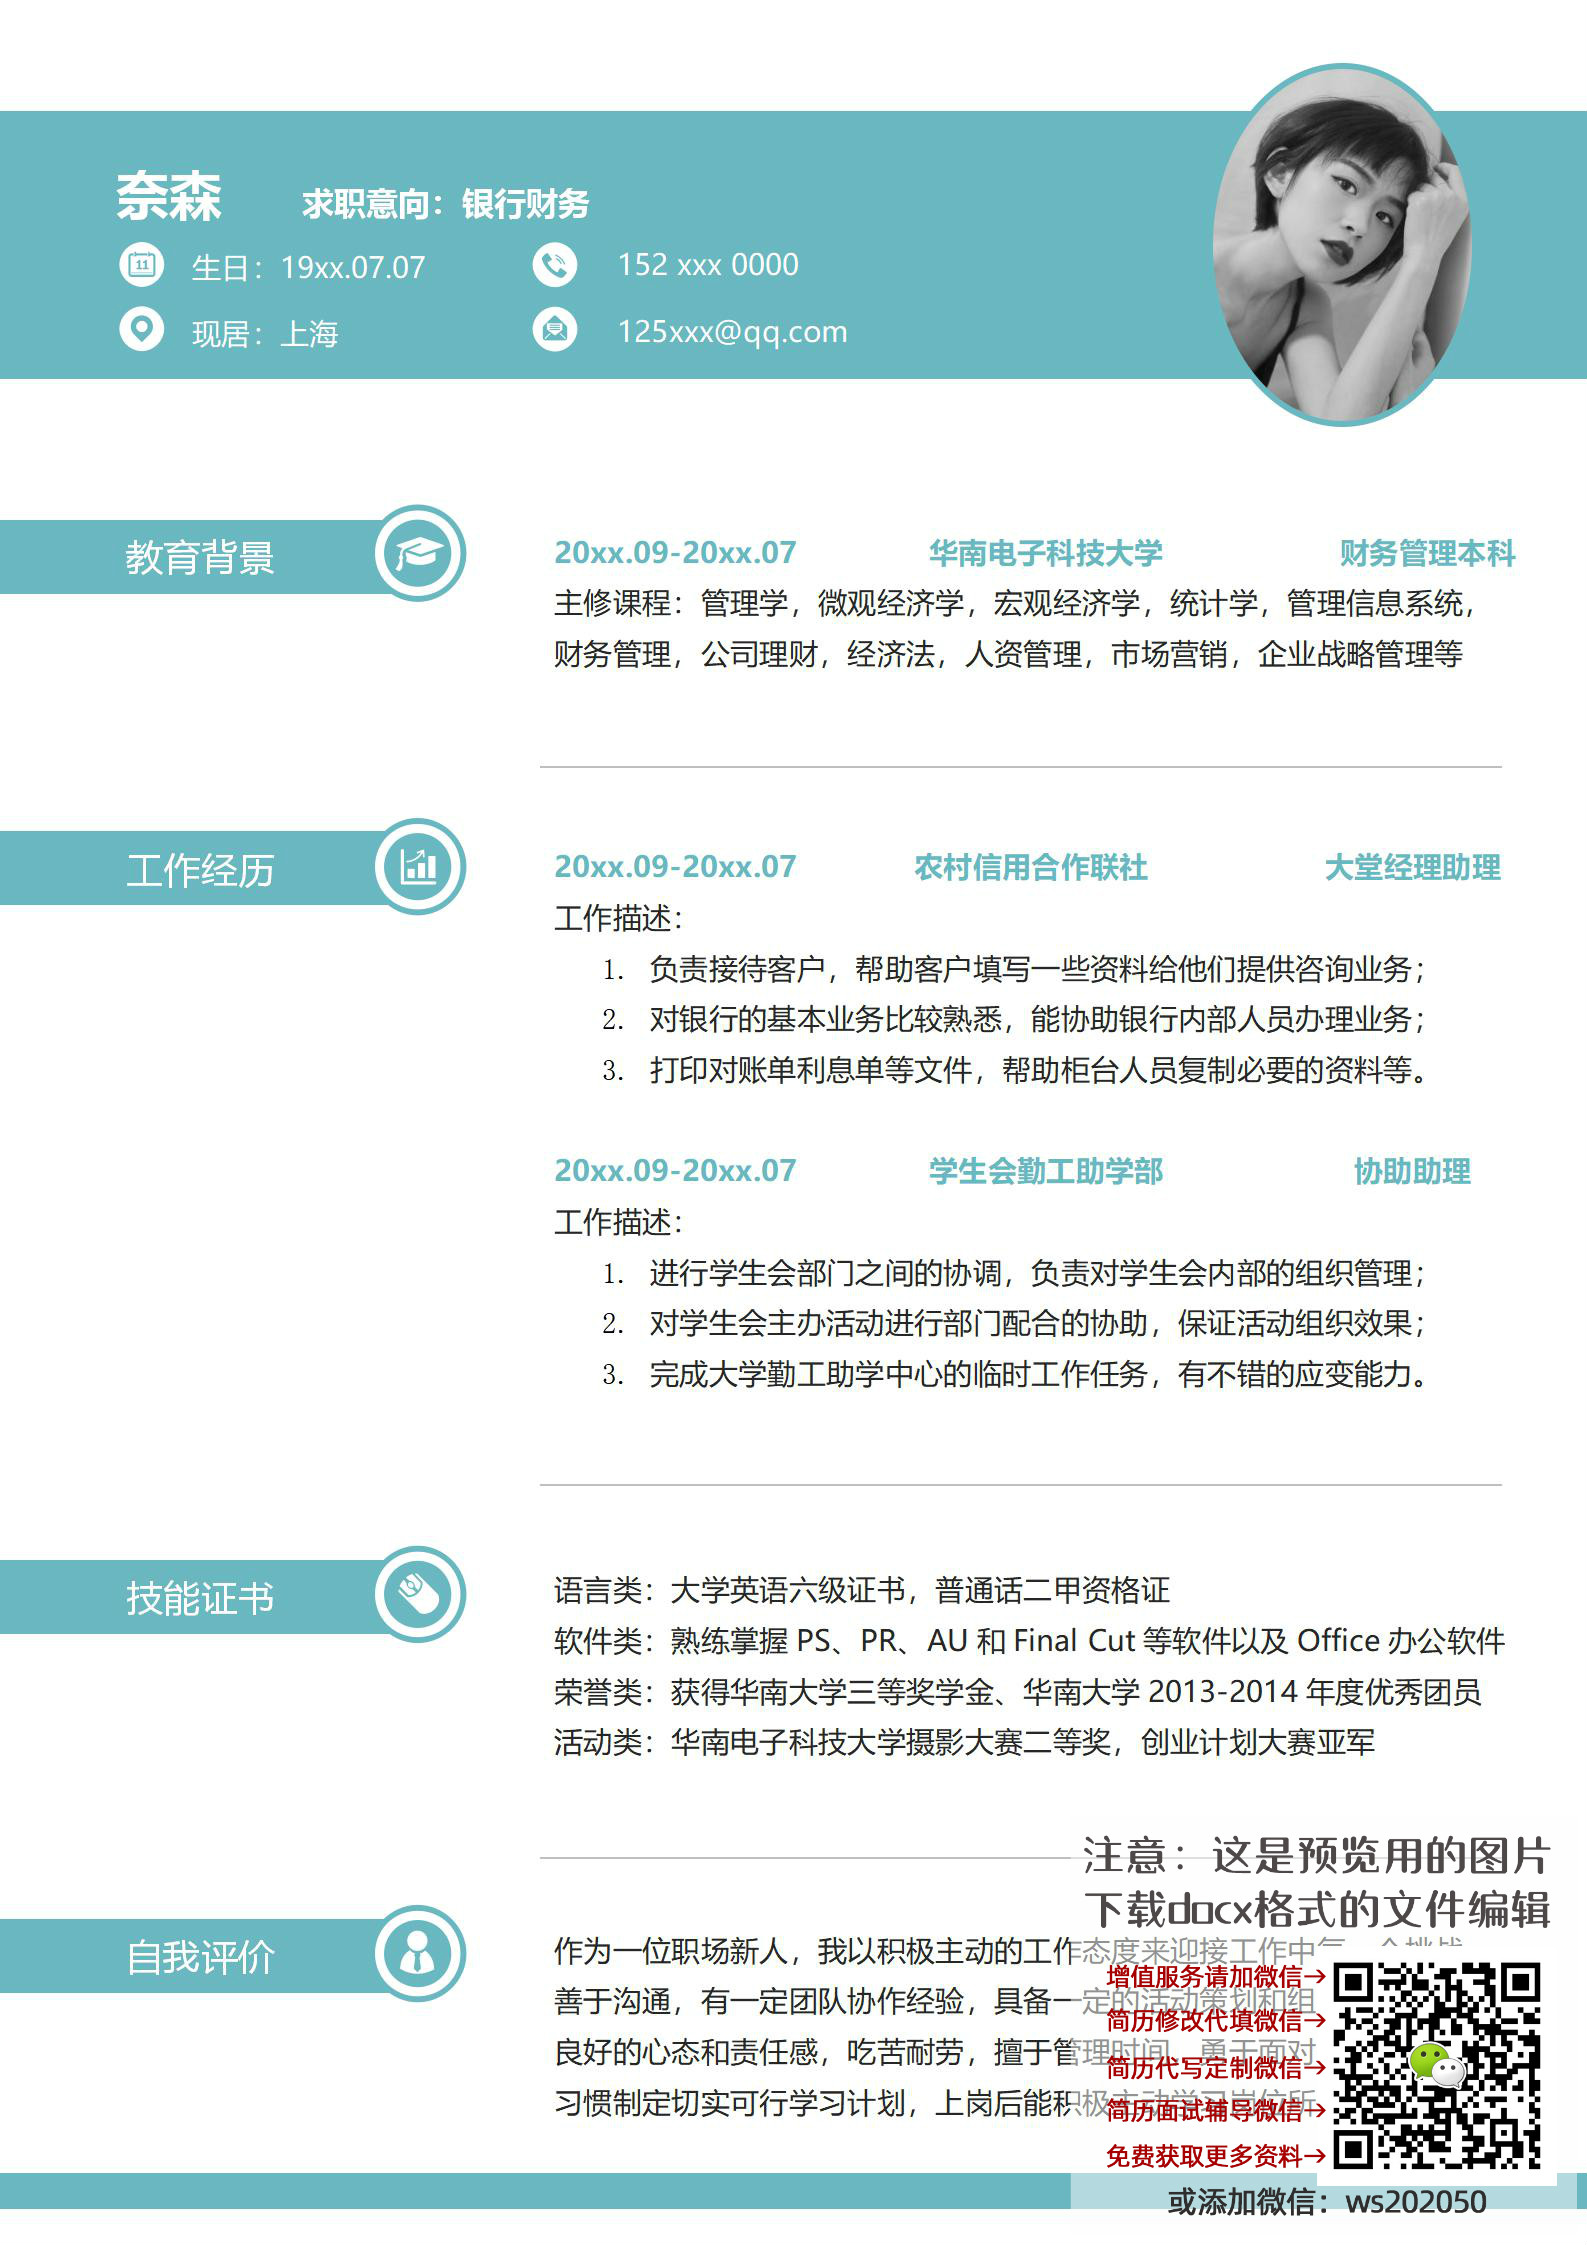 奈森
求职意向：银行财务
11
生日：19xx.07.07
152 xxx 0000
现居：上海
125xxx@qq.com
教育背景
20xx.09-20xx.07 华南电子科技大学 财务管理本科
主修课程：管理学，微观经济学，宏观经济学，统计学，管理信息系统，
财务管理，公司理财，经济法，人资管理，市场营销，企业战略管理等
工作经历
20xx.09-20xx.07 农村信用合作联社 大堂经理助理
工作描述：
1. 负责接待客户，帮助客户填写一些资料给他们提供咨询业务；
2. 对银行的基本业务比较熟悉，能协助银行内部人员办理业务；
3. 打印对账单利息单等文件，帮助柜台人员复制必要的资料等。
20xx.09-20xx.07 学生会勤工助学部 协助助理
工作描述：
1. 进行学生会部门之间的协调，负责对学生会内部的组织管理；
2. 对学生会主办活动进行部门配合的协助，保证活动组织效果；
3. 完成大学勤工助学中心的临时工作任务，有不错的应变能力。
技能证书
语言类：大学英语六级证书，普通话二甲资格证
软件类：熟练掌握 PS、PR、AU 和 Final Cut 等软件以及 Office 办公软件
荣誉类：获得华南大学三等奖学金、华南大学 2013-2014 年度优秀团员
活动类：华南电子科技大学摄影大赛二等奖，创业计划大赛亚军
自我评价
作为一位职场新人，我以积极主动的工作态度来迎接工作中
善于沟通，有一定团队协作经验，具备一定的活动策划和组
良好的心态和责任感，吃苦耐劳，擅于管理时间，勇于面对
习惯制定切实可行学习计划，上岗后能积极主动学习岗位所
注意：这是预览用的图片
下载docx格式的文件编辑
增值服务请加微信→
简历修改代填微信→
简历代写定制微信→
简历面试辅导微信→
免费获取更多资料→
或添加微信：ws202050